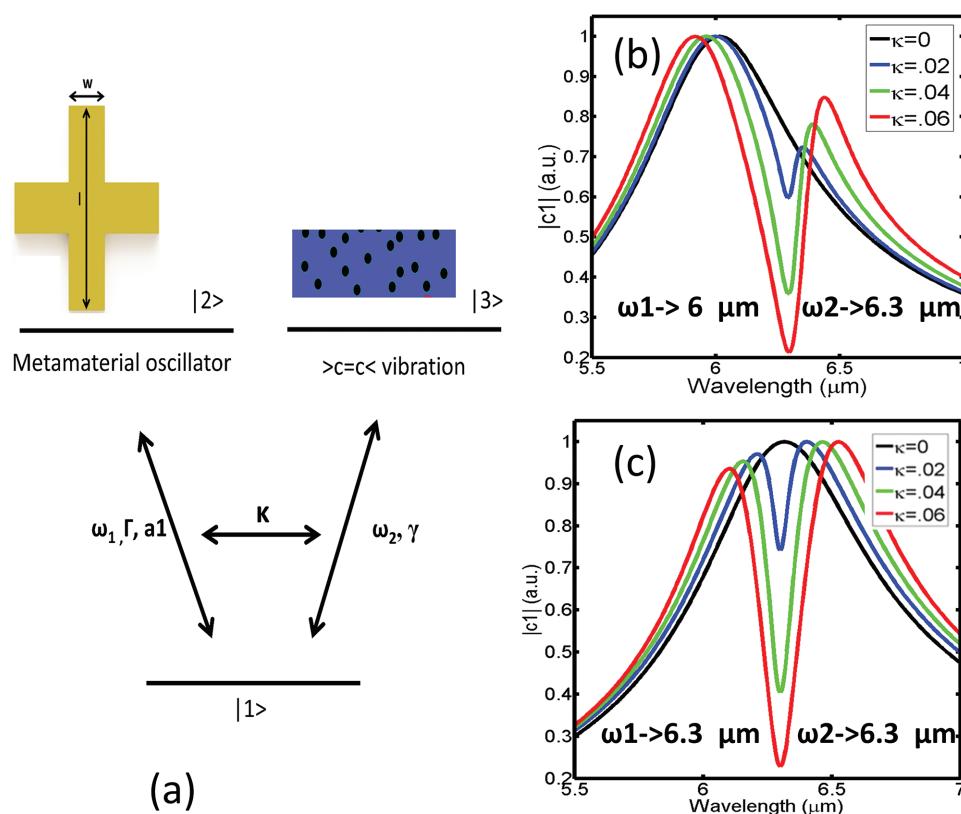 w
l
|2>
Metamaterial oscillator
|3>
>c=c< vibration
ω1, Γ, a1
K
ω2, γ
|1>
(a)
(b)
κ=0
κ=.02
κ=.04
κ=.06
|c1| (a.u.)
1
0.9
0.8
0.7
0.6
0.5
0.4
0.3
0.2
ω1-> 6 μm
ω2->6.3 μm
5.5
6
6.5
7
Wavelength (μm)
(c)
κ=0
κ=.02
κ=.04
κ=.06
|c1| (a.u.)
1
0.9
0.8
0.7
0.6
0.5
0.4
0.3
0.2
ω1->6.3 μm
ω2->6.3 μm
5.5
6
6.5
7
Wavelength (μm)